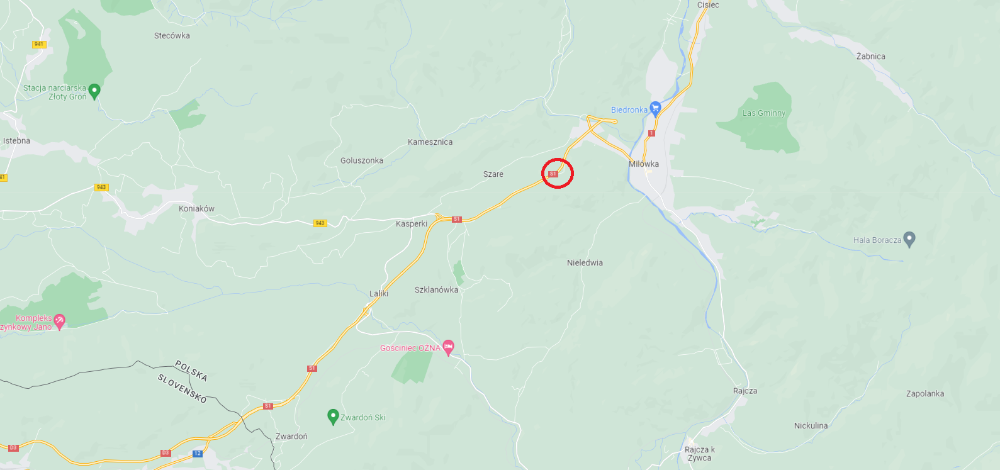 Cisiec
Stecówka
941
Żabnica
Stacja narciarska
Złoty Groń
Biedronka
Las Gminny
1
Istebna
Kamesznica
Goluszonka
Milówka
Szare
S1
41
943
Koniaków
S1
943
Kasperki
Hala Boracza
Nieledwia
Szklanówka
Laliki
Kompleks
zynkowy Jano
Gościniec OŹNA
POLSKA
SLOVENSKO
S1
Rajcza
Zapolanka
S1
Zwardoń Ski
Nickulina
Zwardoń
D3
D3
12
Rajcza k
Żywca